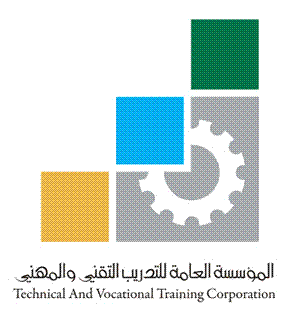 المؤسسة العامة للتدريب التقني والمهني
Technical And Vocational Training Corporation